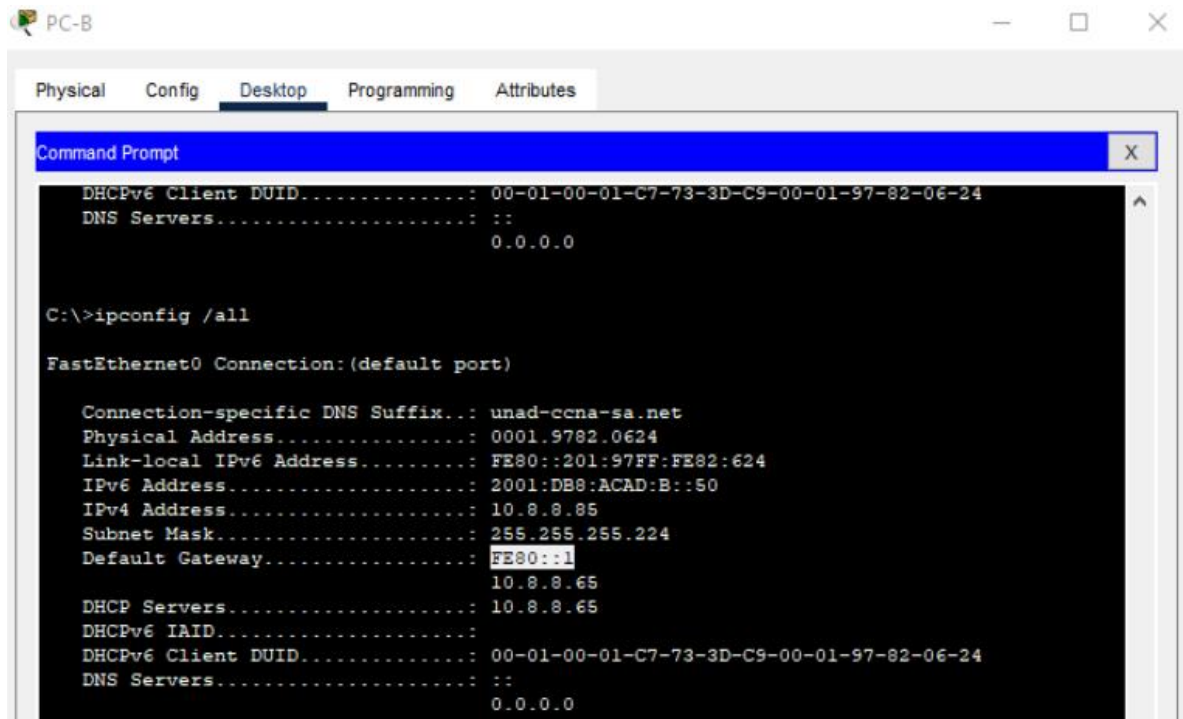 PC-B
Physical Config Desktop Programming Attributes
Command Prompt X
DHCPv6 Client DUID...............: 00-01-00-01-C7-73-3D-C9-00-01-97-82-06-24
DNS Servers......................: ::
0.0.0.0
C:\>ipconfig /all
FastEthernet0 Connection:(default port)
Connection-specific DNS Suffix..: unad-ccna-sa.net
Physical Address................: 0001.9782.0624
Link-local IPv6 Address.........: FE80::201:97FF:FE82:624
IPv6 Address....................: 2001:DB8:ACAD:B::50
IPv4 Address....................: 10.8.8.85
Subnet Mask.....................: 255.255.255.224
Default Gateway.................: FE80::1
10.8.8.65
DHCP Servers....................: 10.8.8.65
DHCPv6 IAID.....................:
DHCPv6 Client DUID..............: 00-01-00-01-C7-73-3D-C9-00-01-97-82-06-24
DNS Servers.....................: ::
0.0.0.0